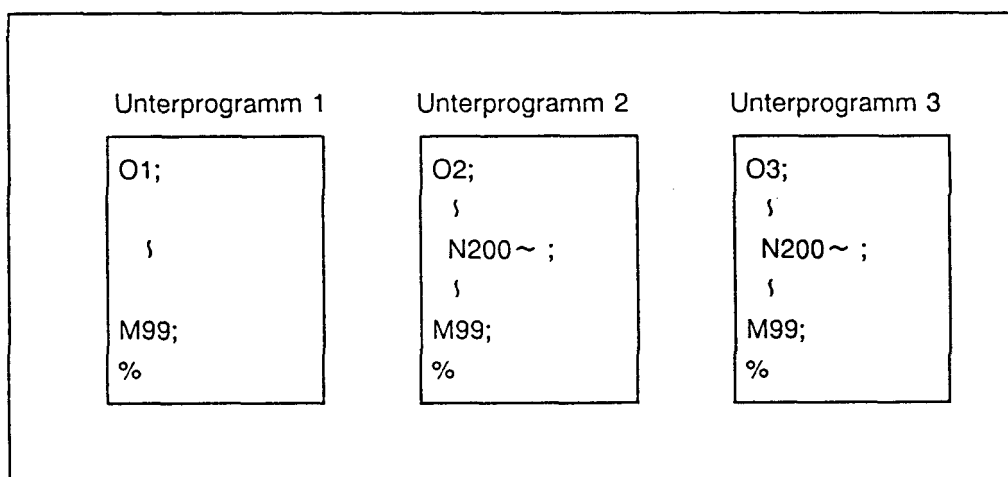 Unterprogramm 1
O1;
⌇
M99;
%
Unterprogramm 2
O2;
⌇
N200～ ;
⌇
M99;
%
Unterprogramm 3
O3;
⌇
N200～ ;
⌇
M99;
%